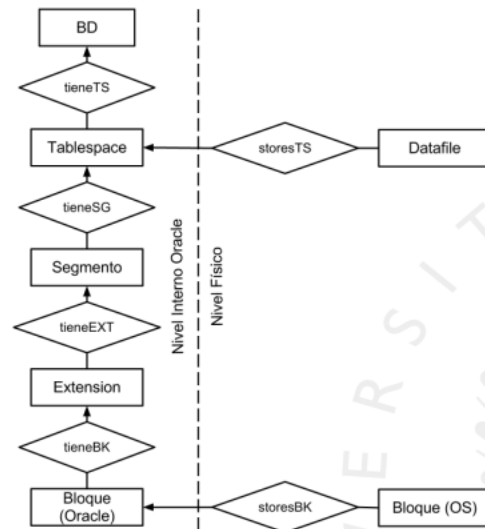 BD
tieneTS
Tablespace
storesTS
Datafile
tieneSG
Segmento
Nivel Interno Oracle
Nivel Físico
tieneEXT
Extension
tieneBK
Bloque
(Oracle)
storesBK
Bloque (OS)
E R S I T